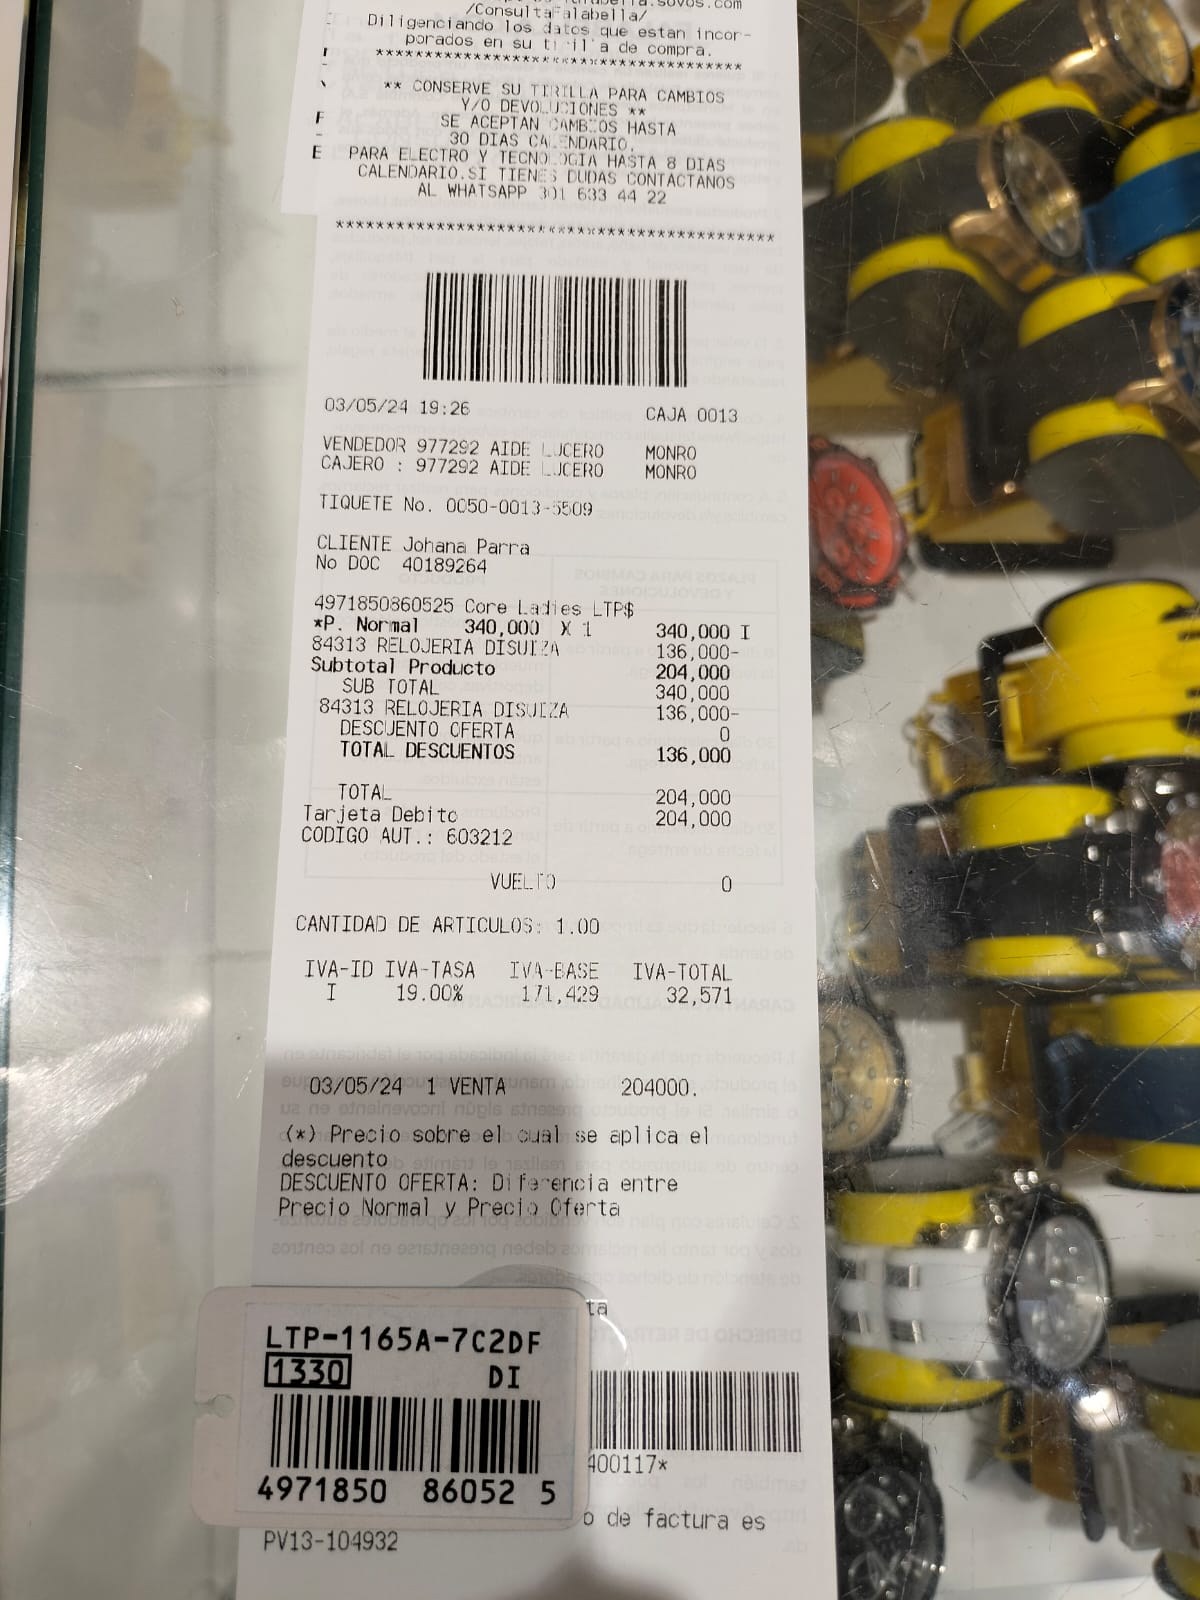 /ConsultaFalabella/
Diligenciando los datos que estan incor-
porados en su tirilla de compra.
** CONSERVE SU TIRILLA PARA CAMBIOS
Y/O DEVOLUCIONES **
SE ACEPTAN CAMBIOS HASTA
30 DIAS CALENDARIO.
PARA ELECTRO Y TECNOLOGIA HASTA 8 DIAS
CALENDARIO.SI TIENES DUDAS CONTACTANOS
AL WHATSAPP 301 633 44 22
03/05/24 19:26 CAJA 0013
VENDEDOR 977292 AIDE LUCERO MONRO
CAJERO : 977292 AIDE LUCERO MONRO
TIQUETE No. 0050-0013-5509
CLIENTE Johana Parra
No DOC 40189264
4971850860525 Core Ladies LTP$
*P. Normal 340,000 X 1 340,000 I
84313 RELOJERIA DISUIZA 136,000-
Subtotal Producto 204,000
SUB TOTAL 340,000
84313 RELOJERIA DISUIZA 136,000-
DESCUENTO OFERTA 0
TOTAL DESCUENTOS 136,000
TOTAL 204,000
Tarjeta Debito 204,000
CODIGO AUT.: 603212
VUELTO 0
CANTIDAD DE ARTICULOS: 1.00
IVA-ID IVA-TASA IVA-BASE IVA-TOTAL
I 19.00% 171,429 32,571
03/05/24 1 VENTA 204000.
(*) Precio sobre el cual se aplica el
descuento
DESCUENTO OFERTA: Diferencia entre
Precio Normal y Precio Oferta
ta
LTP-1165A-7C2DF
1330 DI
4971850 86052 5
400117*
o de factura es
PV13-104932